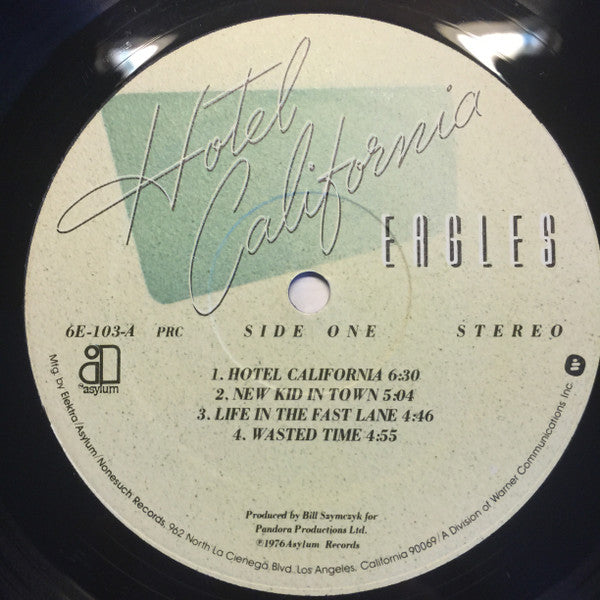 Hotel
California
EAGLES
6E-103-A PRC SIDE ONE STEREO
asylum
1. HOTEL CALIFORNIA 6:30
2. NEW KID IN TOWN 5:04
3. LIFE IN THE FAST LANE 4:46
4. WASTED TIME 4:55
Produced by Bill Szymczyk for
Pandora Productions Ltd.
℗1976 Asylum Records
Mfg. by Elektra/Asylum/Nonesuch Records, 962 North La Cienega Blvd., Los Angeles, California 90069/A Division of Warner Communications Inc.